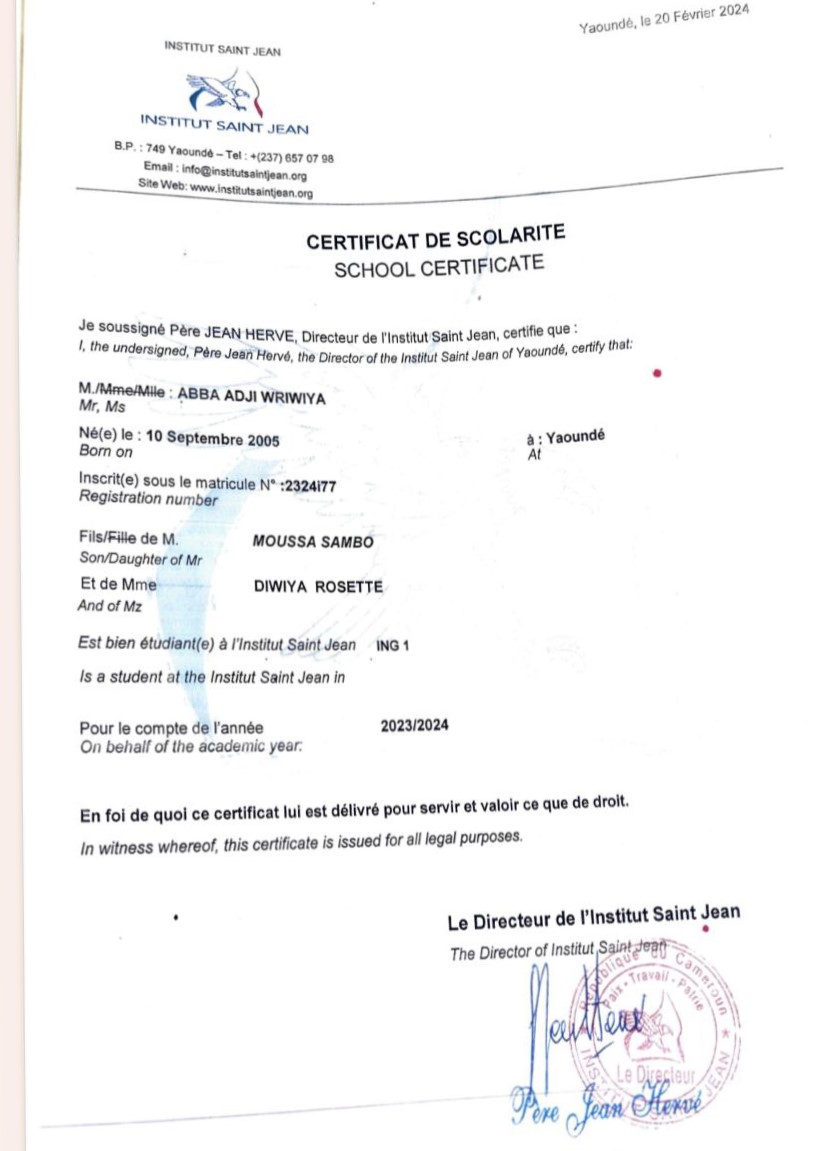 Yaoundé, le 20 Février 2024
INSTITUT SAINT JEAN
INSTITUT SAINT JEAN
B.P. : 749 Yaoundé – Tel : +(237) 657 07 98
Email : info@institutsaintjean.org
Site Web: www.institutsaintjean.org
CERTIFICAT DE SCOLARITE
SCHOOL CERTIFICATE
Je soussigné Père JEAN HERVE, Directeur de l'Institut Saint Jean, certifie que :
I, the undersigned, Père Jean Hervé, the Director of the Institut Saint Jean of Yaoundé, certify that:
M./Mme/Mlle : ABBA ADJI WRIWIYA
Mr, Ms
Né(e) le : 10 Septembre 2005 à : Yaoundé
Born on At
Inscrit(e) sous le matricule N° :2324i77
Registration number
Fils/Fille de M. MOUSSA SAMBO
Son/Daughter of Mr
Et de Mme DIWIYA ROSETTE
And of Mz
Est bien étudiant(e) à l'Institut Saint Jean ING 1
Is a student at the Institut Saint Jean in
Pour le compte de l'année 2023/2024
On behalf of the academic year.
En foi de quoi ce certificat lui est délivré pour servir et valoir ce que de droit.
In witness whereof, this certificate is issued for all legal purposes.
Le Directeur de l'Institut Saint Jean
The Director of Institut Saint Jean
République du Cameroun
Paix - Travail - Patrie
Le Directeur
INSTITUT SAINT JEAN
Père Jean Hervé